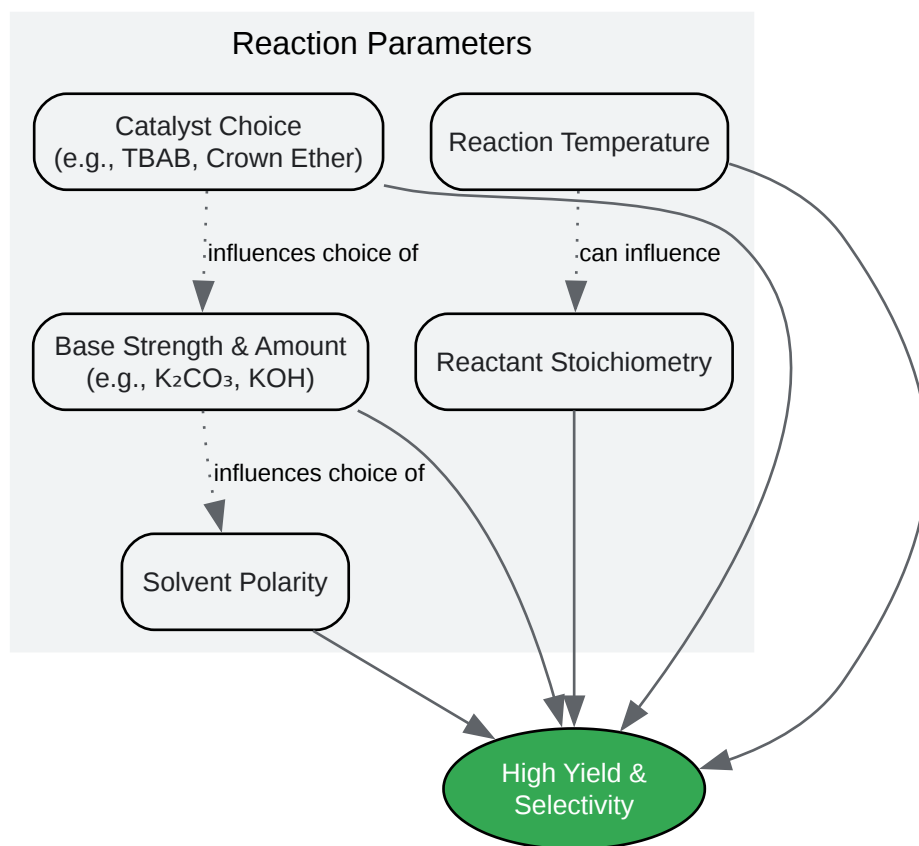 Reaction Parameters
Catalyst Choice
(e.g., TBAB, Crown Ether)
Reaction Temperature
influences choice of
can influence
Base Strength & Amount
(e.g., K₂CO₃, KOH)
Reactant Stoichiometry
influences choice of
Solvent Polarity
High Yield &
Selectivity